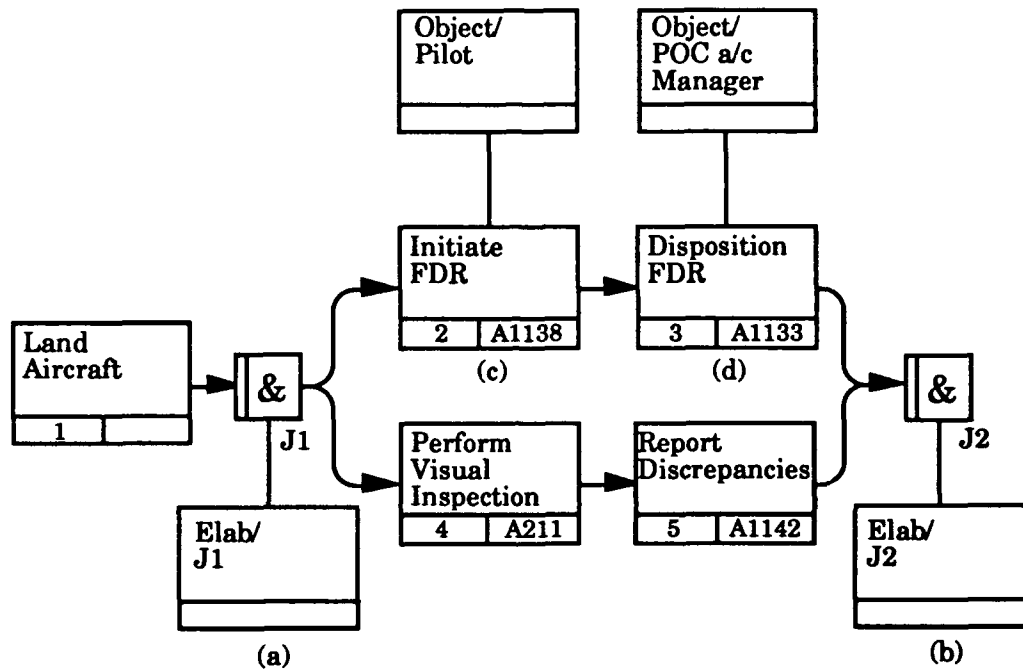 Object/
Pilot
Object/
POC a/c
Manager
Initiate
FDR
2 A1138
(c)
Disposition
FDR
3 A1133
(d)
Land
Aircraft
1
&
J1
&
J2
Perform
Visual
Inspection
4 A211
Report
Discrepancies
5 A1142
Elab/
J1
(a)
Elab/
J2
(b)